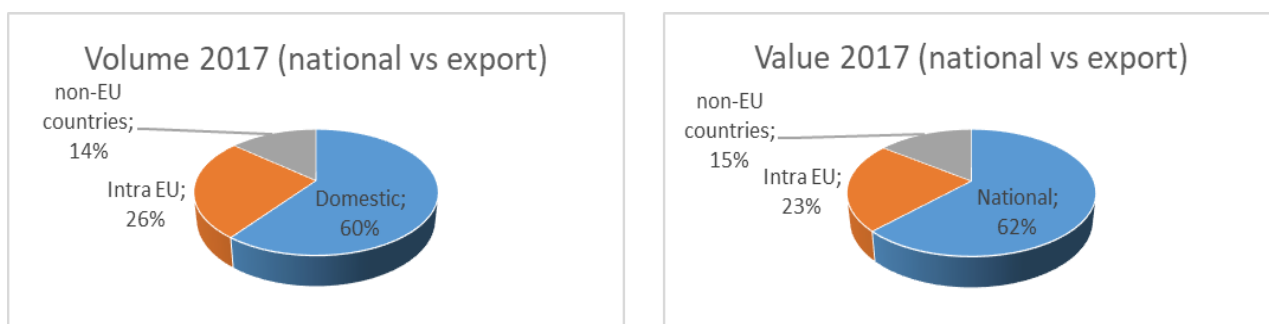 Volume 2017 (national vs export)
non-EU
countries;
14%
Intra EU;
26%
Domestic;
60%
Value 2017 (national vs export)
non-EU
countries;
15%
Intra EU;
23%
National;
62%